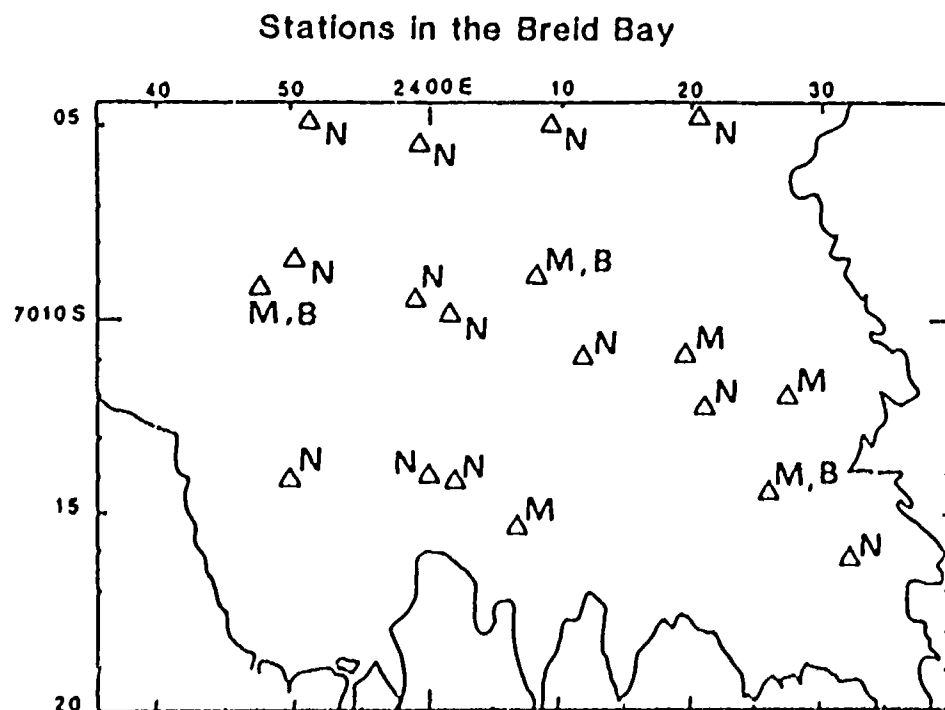 Stations in the Breid Bay
40 50 2400E 10 20 30
05
N N N N
N N M,B
M,B N
7010S
N N M
N M
N N N M,B
15 M
N
20